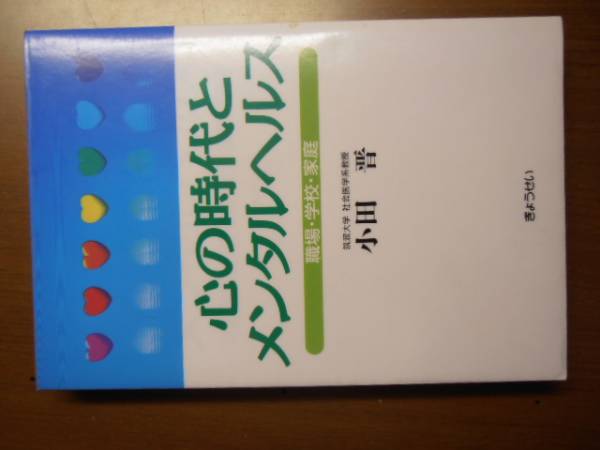 心の時代と
メンタルヘルス
職場・学校・家庭
筑波大学 社会医学系教授
小田 晋
ぎょうせい